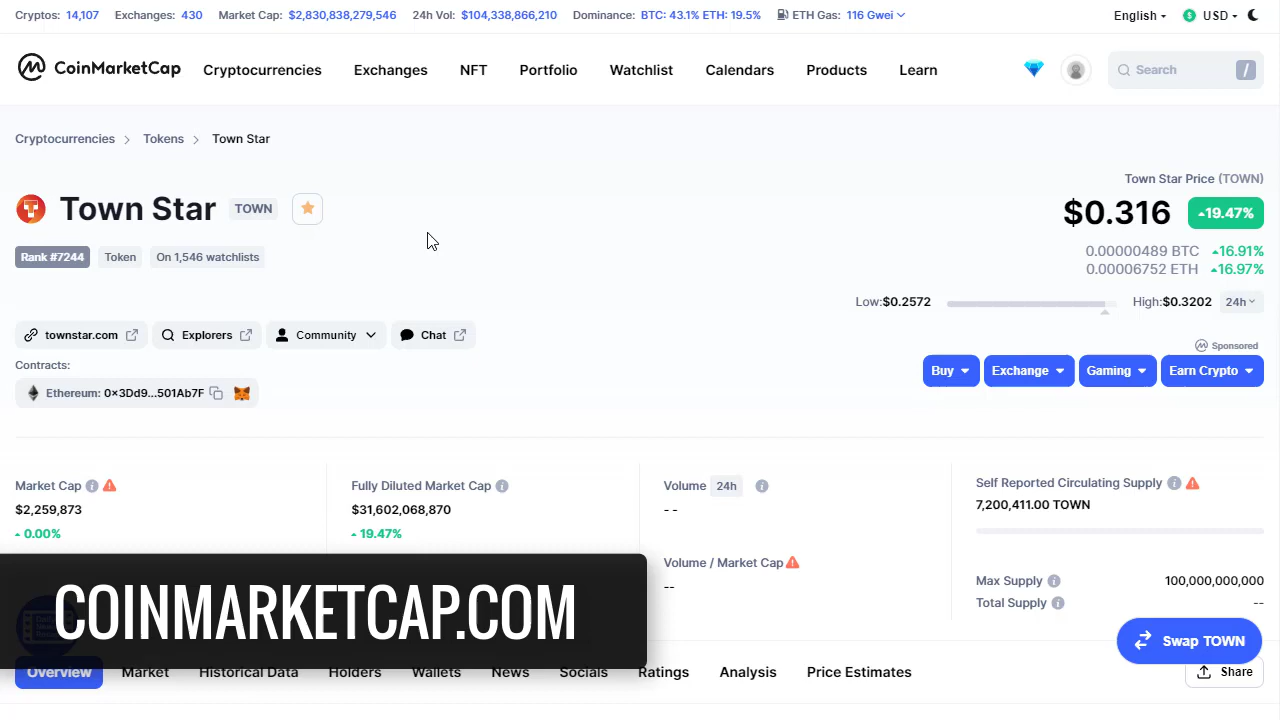 Cryptos: 14,107 Exchanges: 430 Market Cap: $2,830,838,279,546 24h Vol: $104,338,866,210 Dominance: BTC: 43.1% ETH: 19.5% ETH Gas: 116 Gwei English USD
CoinMarketCap Cryptocurrencies Exchanges NFT Portfolio Watchlist Calendars Products Learn Search /
Cryptocurrencies > Tokens > Town Star
Town Star Price (TOWN)
Town Star TOWN $0.316 19.47%
0.00000489 BTC 16.91%
Rank #7244 Token On 1,546 watchlists
0.00006752 ETH 16.97%
Low:$0.2572 High:$0.3202 24h
townstar.com Explorers Community Chat
Sponsored
Contracts:
Buy Exchange Gaming Earn Crypto
Ethereum: 0x3Dd9...501Ab7F
Market Cap Fully Diluted Market Cap Volume 24h Self Reported Circulating Supply
$2,259,873 $31,602,068,870 - - 7,200,411.00 TOWN
0.00% 19.47%
Volume / Market Cap
--
Max Supply 100,000,000,000
Total Supply --
COINMARKETCAP.COM
Swap TOWN
Overview Market Historical Data Holders Wallets News Socials Ratings Analysis Price Estimates Share